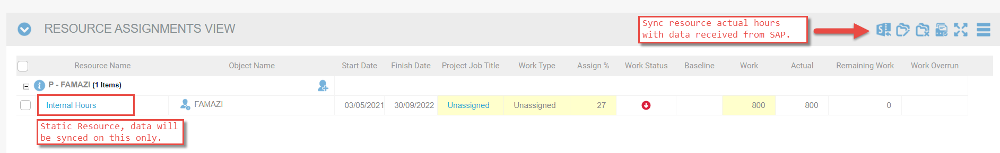 RESOURCE ASSIGNMENTS VIEW
Sync resource actual hours
with data received from SAP.
S
Resource Name Object Name Start Date Finish Date Project Job Title Work Type Assign % Work Status Baseline Work Actual Remaining Work Work Overrun
P - FAMAZI (1 Items)
Internal Hours FAMAZI 03/05/2021 30/09/2022 Unassigned Unassigned 27 800 800 0
Static Resource, data will
be synced on this only.